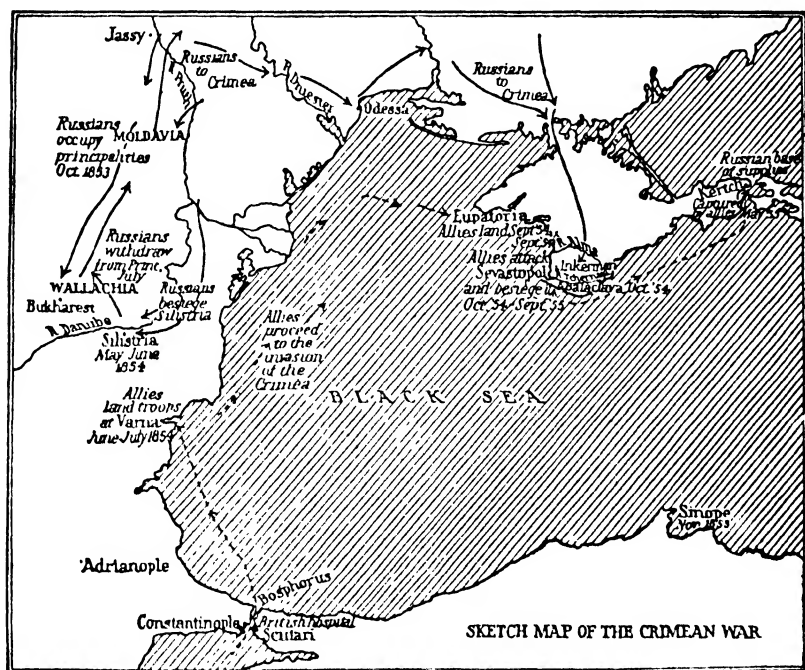 Jassy
R. Pruth
Russians
to
Crimea
R. Dniester
Russians
to
Crimea
Odessa
Russians
occupy
principalities
Oct. 1853
MOLDAVIA
Russian base
of supplies
Kertch
Captured
by allies May '55
Eupatoria
Allies land, Sept '54
Allies attack
Sevastopol
and besiege it
Oct. '54 - Sept. '55
Inkerman
Balaclava, Oct. '54
Russians
withdraw
from Princ.
July
WALLACHIA
Bukharest
Russians
besiege
silistria
R. Danube
Silistria
May-June
1854
Allies
proceed
to the
invasion
of the
Crimea
BLACK SEA
Allies
land troops
at Varna
June-July 1854
Sinope
Nov. 1853
Adrianople
Bosphorus
Constantinople
British hospital
Scutari
SKETCH MAP OF THE CRIMEAN WAR